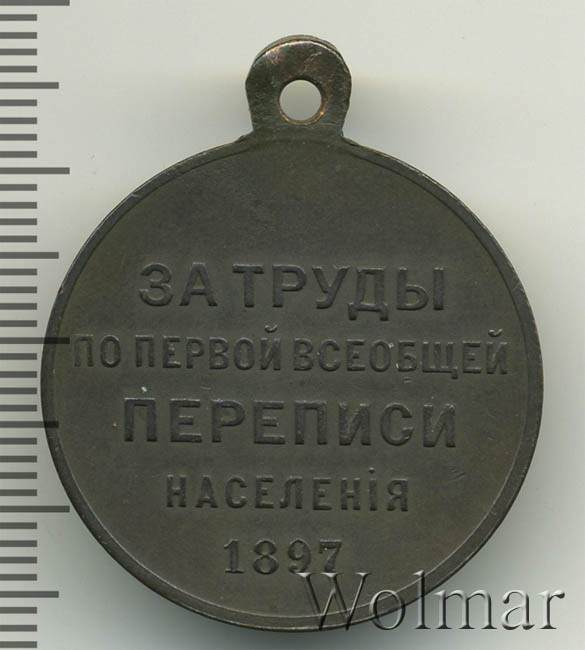 ЗА ТРУДЫ
ПО ПЕРВОЙ ВСЕОБЩЕЙ
ПЕРЕПИСИ
НАСЕЛЕНІЯ
1897
Wolmar